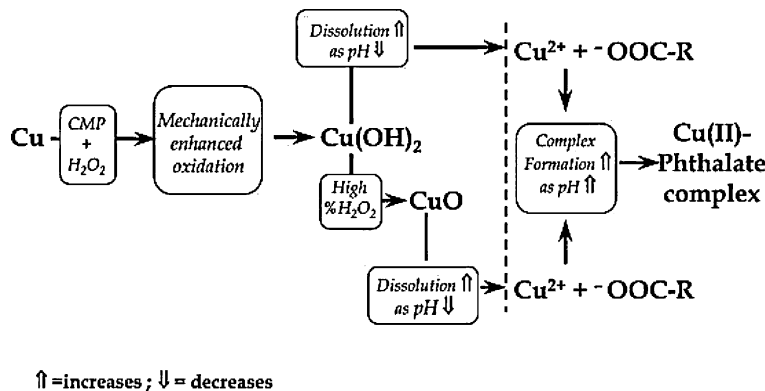 Dissolution ⇑
as pH ⇓
Cu²⁺ + ⁻OOC-R
Cu
CMP
+
H₂O₂
Mechanically
enhanced
oxidation
Cu(OH)₂
High
%H₂O₂
CuO
Complex
Formation ⇑
as pH ⇑
Cu(II)-
Phthalate
complex
Dissolution ⇑
as pH ⇓
Cu²⁺ + ⁻OOC-R
⇑ =increases ; ⇓ = decreases